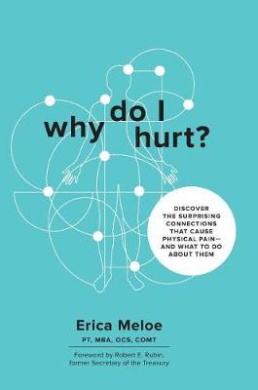 why do I
hurt?
DISCOVER
THE SURPRISING
CONNECTIONS
THAT CAUSE
PHYSICAL PAIN—
AND WHAT TO DO
ABOUT THEM
Erica Meloe
PT, MBA, OCS, COMT
Foreword by Robert E. Rubin,
former Secretary of the Treasury